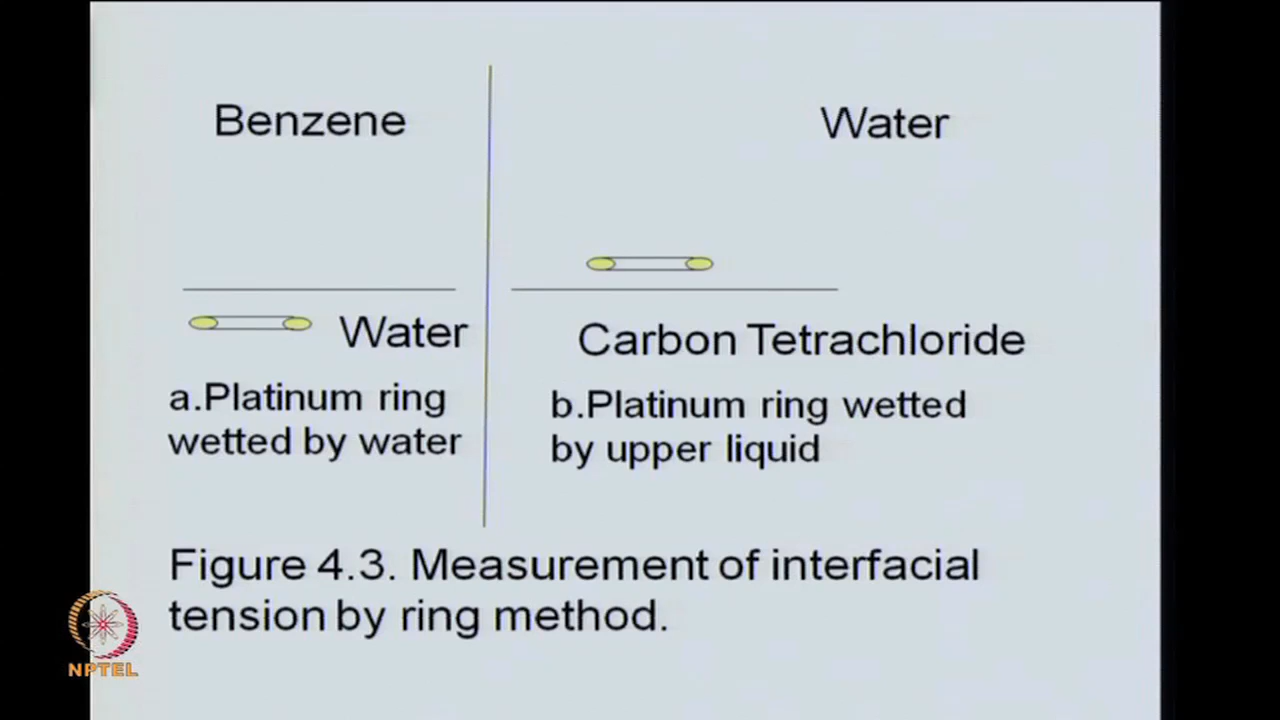 Benzene
Water
Water
a.Platinum ring
wetted by water
Carbon Tetrachloride
b.Platinum ring wetted
by upper liquid
Figure 4.3. Measurement of interfacial
tension by ring method.
NPTEL